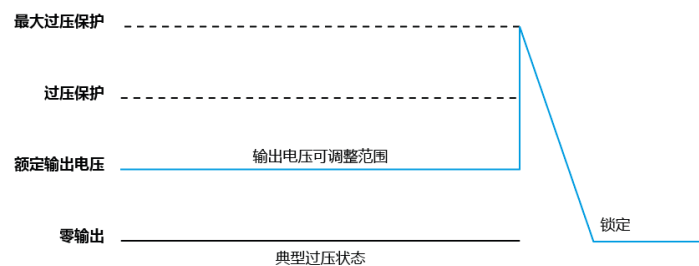 最大过压保护
过压保护
额定输出电压
输出电压可调整范围
零输出
锁定
典型过压状态